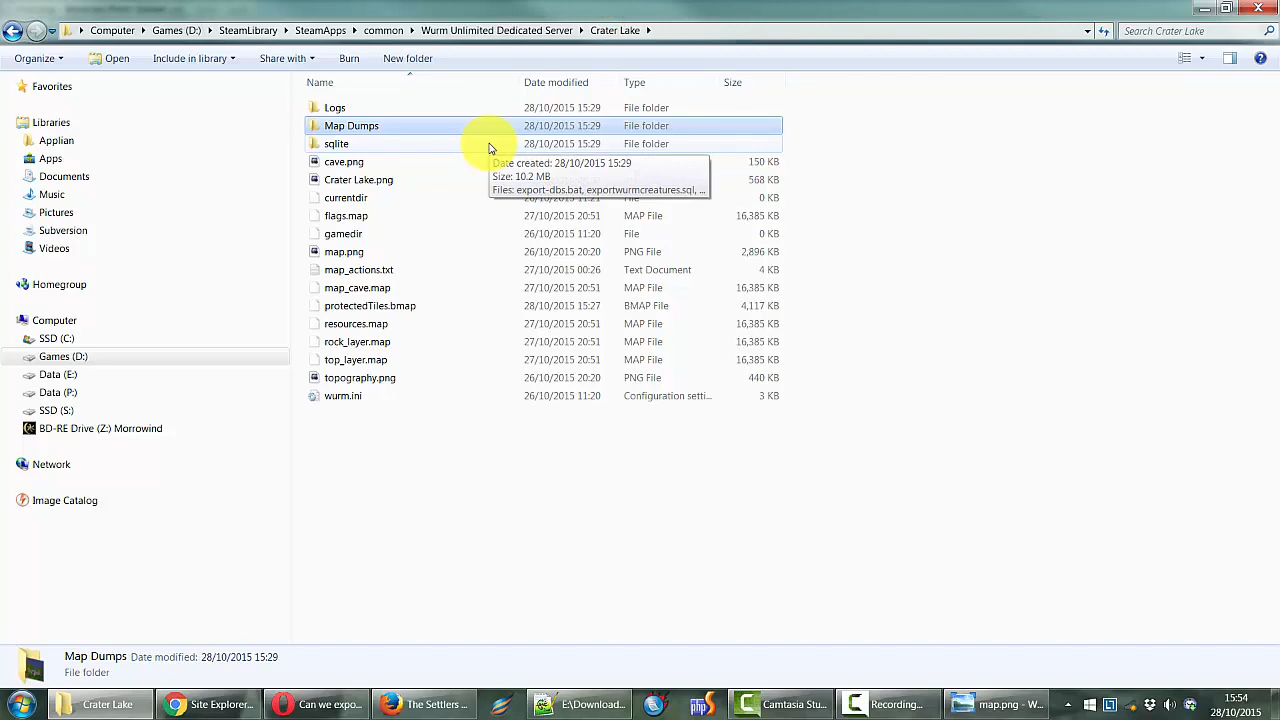 Computer Games (D:) SteamLibrary SteamApps common Wurm Unlimited Dedicated Server Crater Lake Search Crater Lake
Organize Open Include in library Share with Burn New folder
Name Date modified Type Size
Favorites
Libraries
Applian
Apps
Documents
Music
Pictures
Subversion
Videos
Homegroup
Computer
SSD (C:)
Games (D:)
Data (E:)
Data (P:)
SSD (S:)
BD-RE Drive (Z:) Morrowind
Network
Image Catalog
Logs 28/10/2015 15:29 File folder
Map Dumps 28/10/2015 15:29 File folder
sqlite 28/10/2015 15:29 File folder
cave.png 150 KB
Crater Lake.png 568 KB
currentdir File 0 KB
Date created: 28/10/2015 15:29
Size: 10.2 MB
Files: export-dbs.bat, exportwurmcreatures.sql, ...
flags.map 27/10/2015 20:51 MAP File 16,385 KB
gamedir 26/10/2015 11:20 File 0 KB
map.png 26/10/2015 20:20 PNG File 2,896 KB
map_actions.txt 27/10/2015 00:26 Text Document 4 KB
map_cave.map 27/10/2015 20:51 MAP File 16,385 KB
protectedTiles.bmap 28/10/2015 15:27 BMAP File 4,117 KB
resources.map 27/10/2015 20:51 MAP File 16,385 KB
rock_layer.map 27/10/2015 20:51 MAP File 16,385 KB
top_layer.map 27/10/2015 20:51 MAP File 16,385 KB
topography.png 26/10/2015 20:20 PNG File 440 KB
wurm.ini 26/10/2015 11:20 Configuration setti... 3 KB
Map Dumps Date modified: 28/10/2015 15:29
File folder
Crater Lake Site Explorer... Can we expo... The Settlers ... E:\Download... php Camtasia Stu... Recording... map.png - W... 15:54
28/10/2015